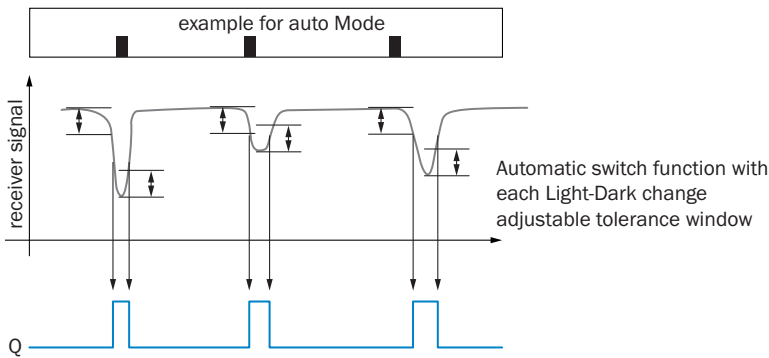 example for auto Mode
receiver signal
Automatic switch function with
each Light-Dark change
adjustable tolerance window
Q